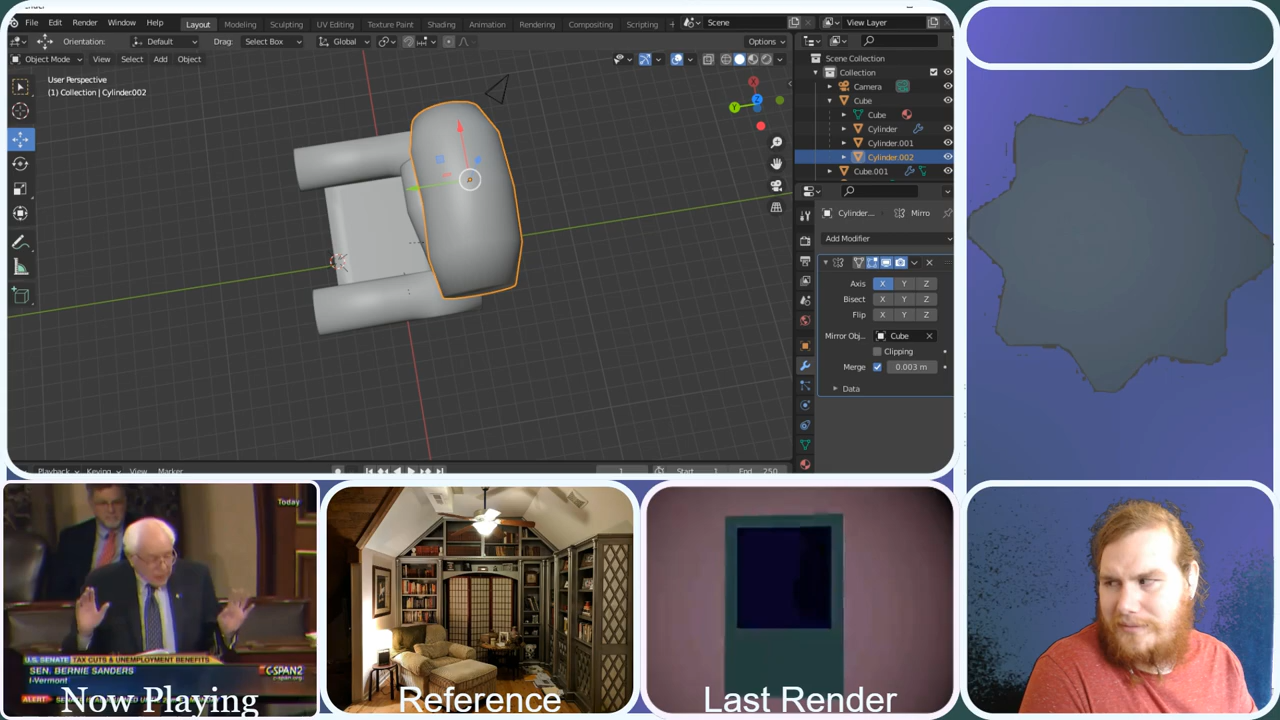 File Edit Render Window Help
Layout Modeling Sculpting UV Editing Texture Paint Shading Animation Rendering Compositing Scripting +
Scene
View Layer
Orientation: Default Drag: Select Box Global Options
Object Mode View Select Add Object
User Perspective
(1) Collection | Cylinder.002
X
Y
Z
Scene Collection
Collection
Camera
Cube
Cube
Cylinder
Cylinder.001
Cylinder.002
Cube.001
Cylinder... Mirro
Add Modifier
Axis X Y Z
Bisect X Y Z
Flip X Y Z
Mirror Obj... Cube
Clipping
Merge 0.003 m
Data
Playback Keying View Marker 1 Start 1 End 250
Today
U.S. SENATE TAX CUTS & UNEMPLOYMENT BENEFITS
SEN. BERNIE SANDERS
I-Vermont
C-SPAN2
ALERT
Now Playing
Reference
Last Render